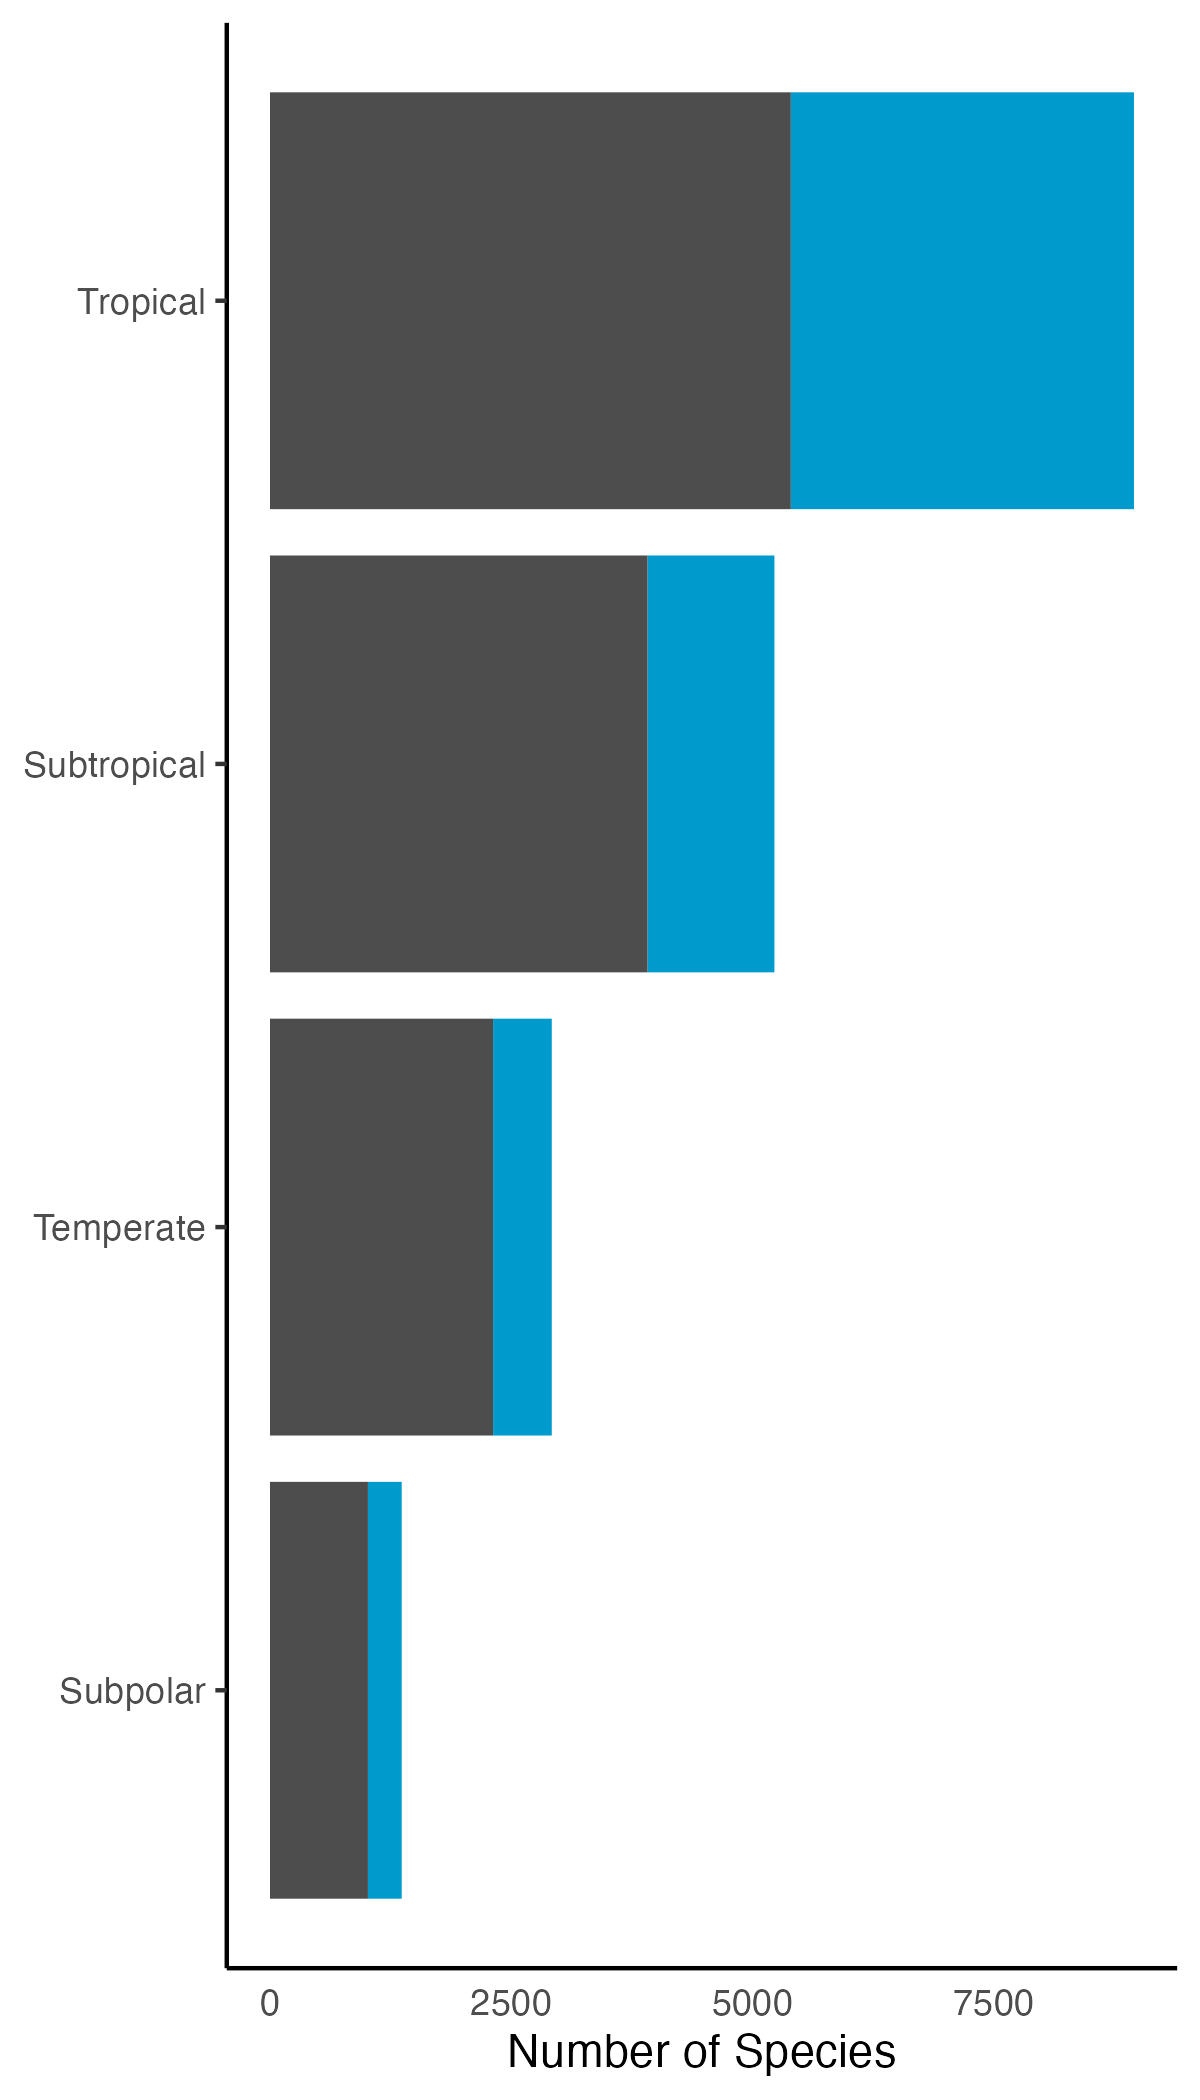 Tropical
Subtropical
Temperate
Subpolar
0 2500 5000 7500
Number of Species